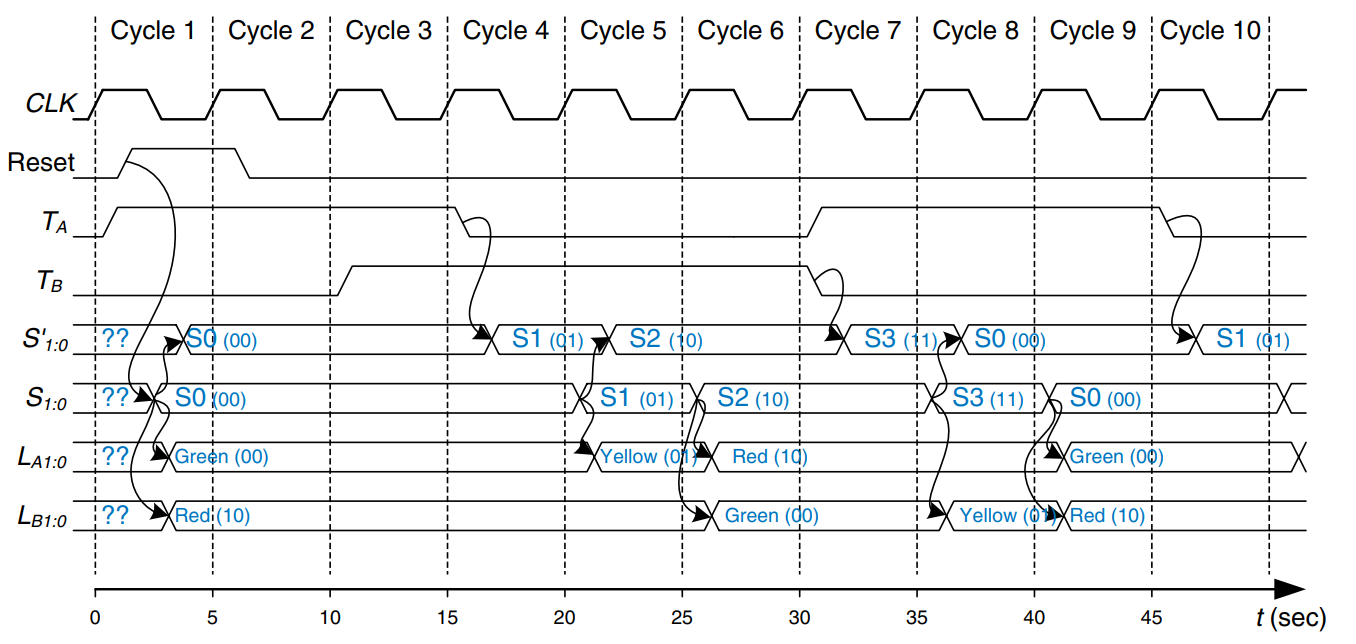 Cycle 1 Cycle 2 Cycle 3 Cycle 4 Cycle 5 Cycle 6 Cycle 7 Cycle 8 Cycle 9 Cycle 10
CLK
Reset
TA
TB
S'1:0 ?? S0 (00) S1 (01) S2 (10) S3 (11) S0 (00) S1 (01)
S1:0 ?? S0 (00) S1 (01) S2 (10) S3 (11) S0 (00)
LA1:0 ?? Green (00) Yellow (01) Red (10) Green (00)
LB1:0 ?? Red (10) Green (00) Yellow (01) Red (10)
0 5 10 15 20 25 30 35 40 45 t (sec)